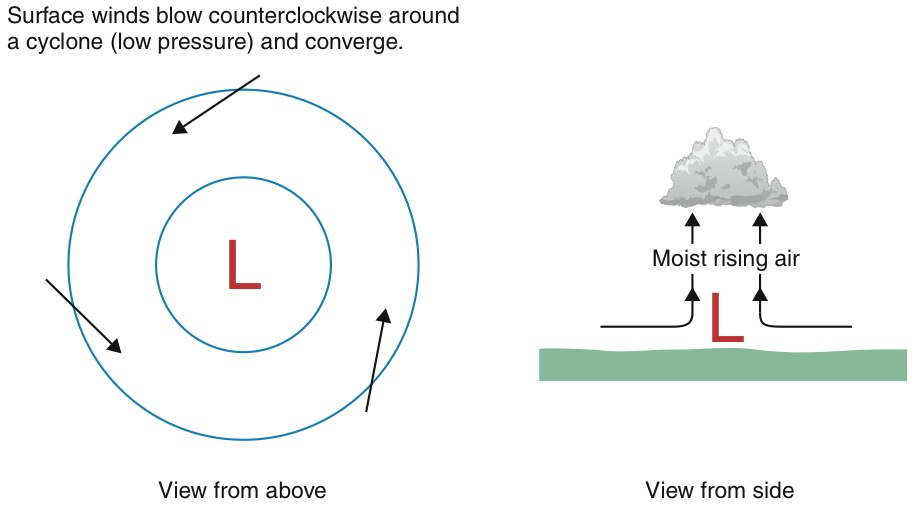 Surface winds blow counterclockwise around
a cyclone (low pressure) and converge.
L
View from above
Moist rising air
L
View from side